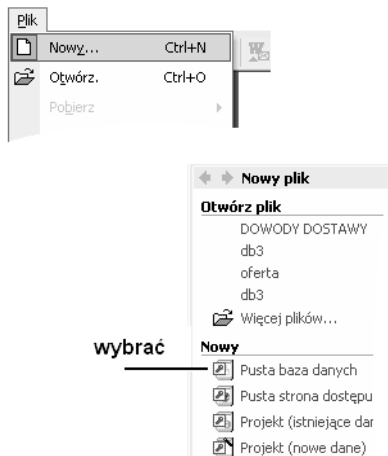 Plik
Nowy... Ctrl+N
Otwórz. Ctrl+O
Pobierz
Nowy plik
Otwórz plik
DOWODY DOSTAWY
db3
oferta
db3
Więcej plików...
wybrać
Nowy
Pusta baza danych
Pusta strona dostępu
Projekt (istniejące dar
Projekt (nowe dane)